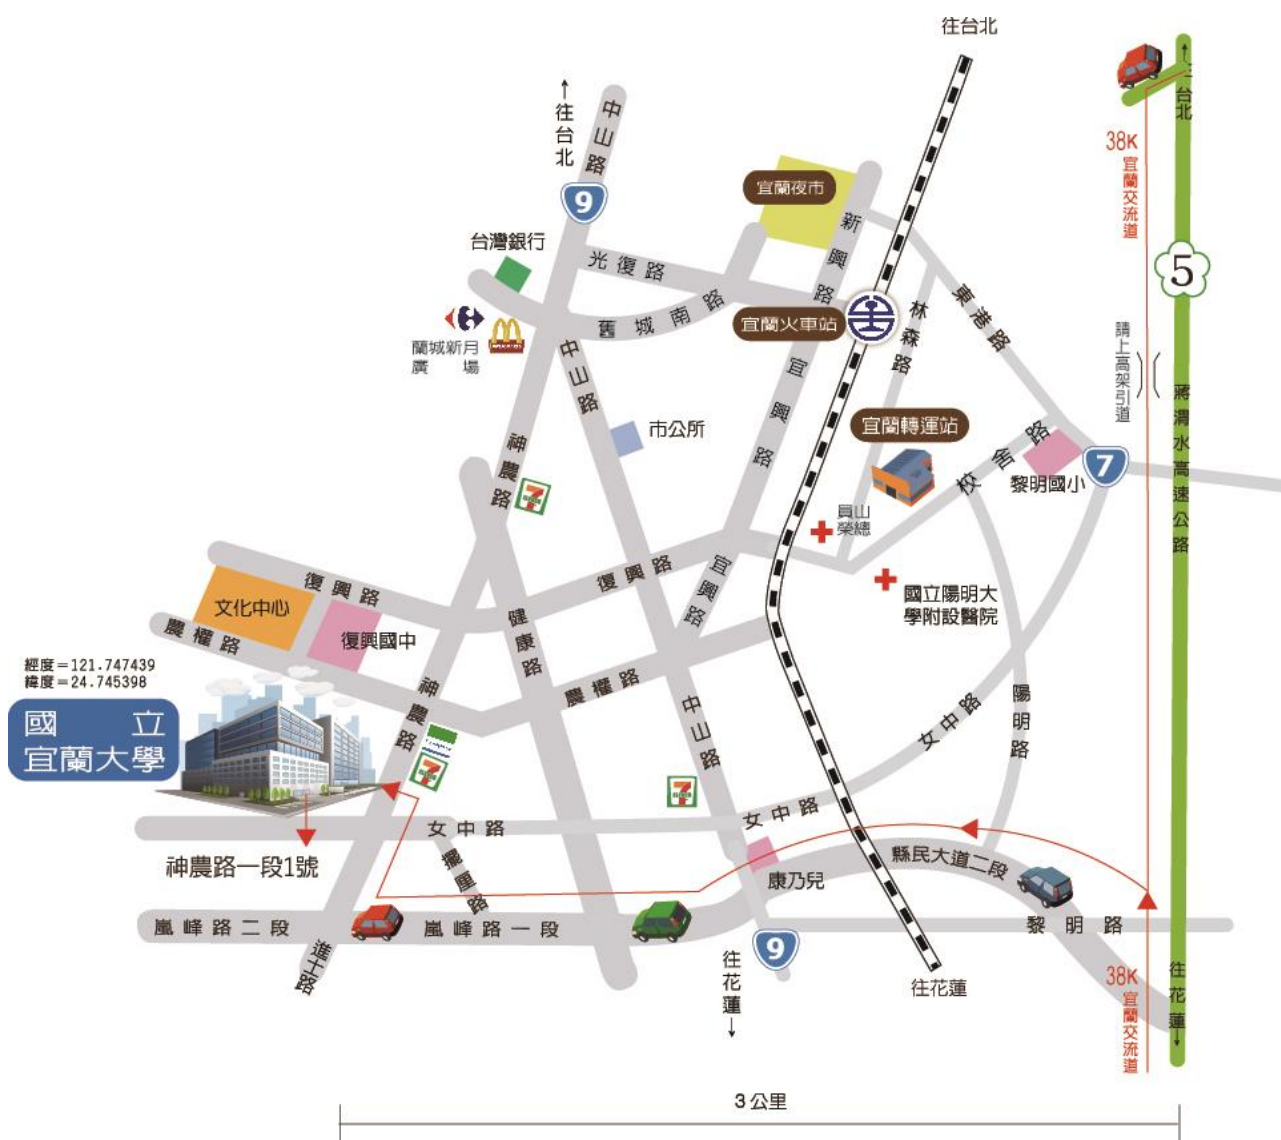 往台北
↑往台北
中山路
9
往台北
38K
宜蘭交流道
宜蘭夜市
新興路
台灣銀行
光復路
5
舊城南路
宜蘭火車站
林森路
東港路
請上高架引道
蘭城新月
廣場
中山路
宜興路
蔣渭水高速公路
市公所
宜蘭轉運站
神農路
7
校舍路
黎明國小
7
員山
榮總
復興路
復興路
宜興路
國立陽明大
學附設醫院
文化中心
農權路
復興國中
健康路
經度=121.747439
緯度=24.745398
國立
宜蘭大學
神農路
農權路
中山路
女中路
陽明路
7
7
女中路
女中路
神農路一段1號
擺厘路
康乃兒
縣民大道二段
嵐峰路二段
嵐峰路一段
黎明路
進士路
9
往花蓮→
往花蓮
38K
宜蘭交流道
往花蓮→
3公里